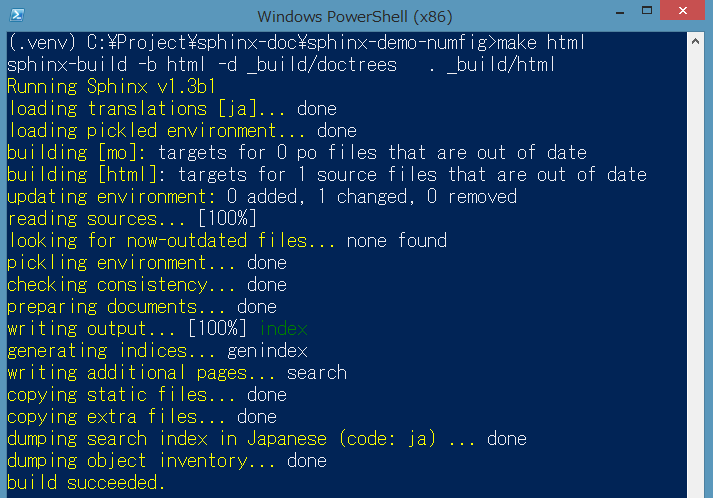 Windows PowerShell (x86)
(.venv) C:¥Project¥sphinx-doc¥sphinx-demo-numfig>make html
sphinx-build -b html -d _build/doctrees   . _build/html
Running Sphinx v1.3b1
loading translations [ja]... done
loading pickled environment... done
building [mo]: targets for 0 po files that are out of date
building [html]: targets for 1 source files that are out of date
updating environment: 0 added, 1 changed, 0 removed
reading sources... [100%]
looking for now-outdated files... none found
pickling environment... done
checking consistency... done
preparing documents... done
writing output... [100%] index
generating indices... genindex
writing additional pages... search
copying static files... done
copying extra files... done
dumping search index in Japanese (code: ja) ... done
dumping object inventory... done
build succeeded.